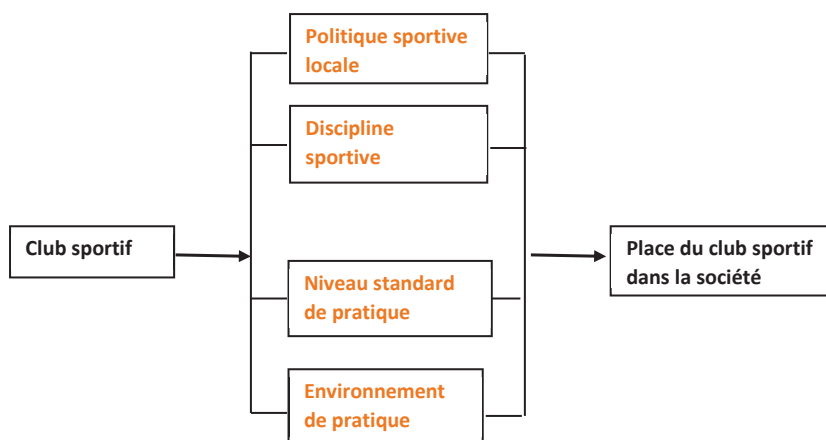 Politique sportive
locale
Discipline
sportive
Club sportif
Place du club sportif
dans la société
Niveau standard
de pratique
Environnement
de pratique